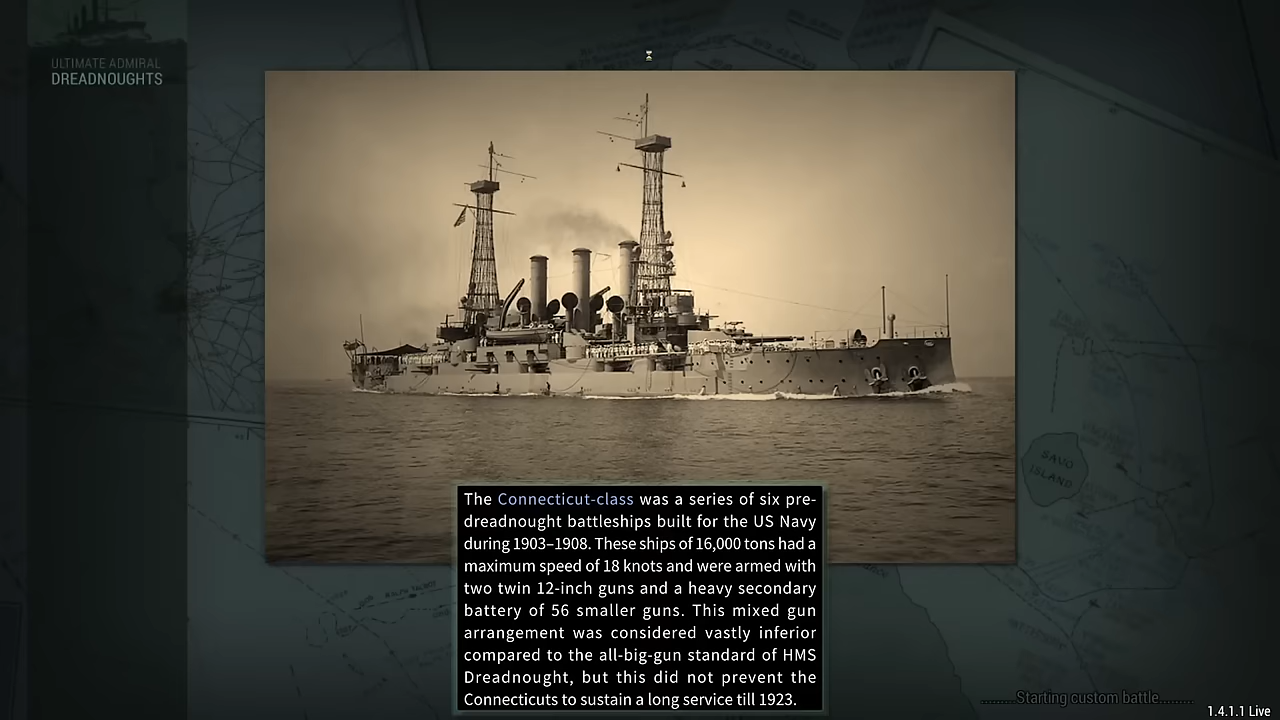 ULTIMATE ADMIRAL
DREADNOUGHTS
SAVO
ISLAND
The Connecticut-class was a series of six pre-
dreadnought battleships built for the US Navy
during 1903–1908. These ships of 16,000 tons had a
maximum speed of 18 knots and were armed with
two twin 12-inch guns and a heavy secondary
battery of 56 smaller guns. This mixed gun
arrangement was considered vastly inferior
compared to the all-big-gun standard of HMS
Dreadnought, but this did not prevent the
Connecticuts to sustain a long service till 1923.
.........Starting custom battle.........
1.4.1.1 Live